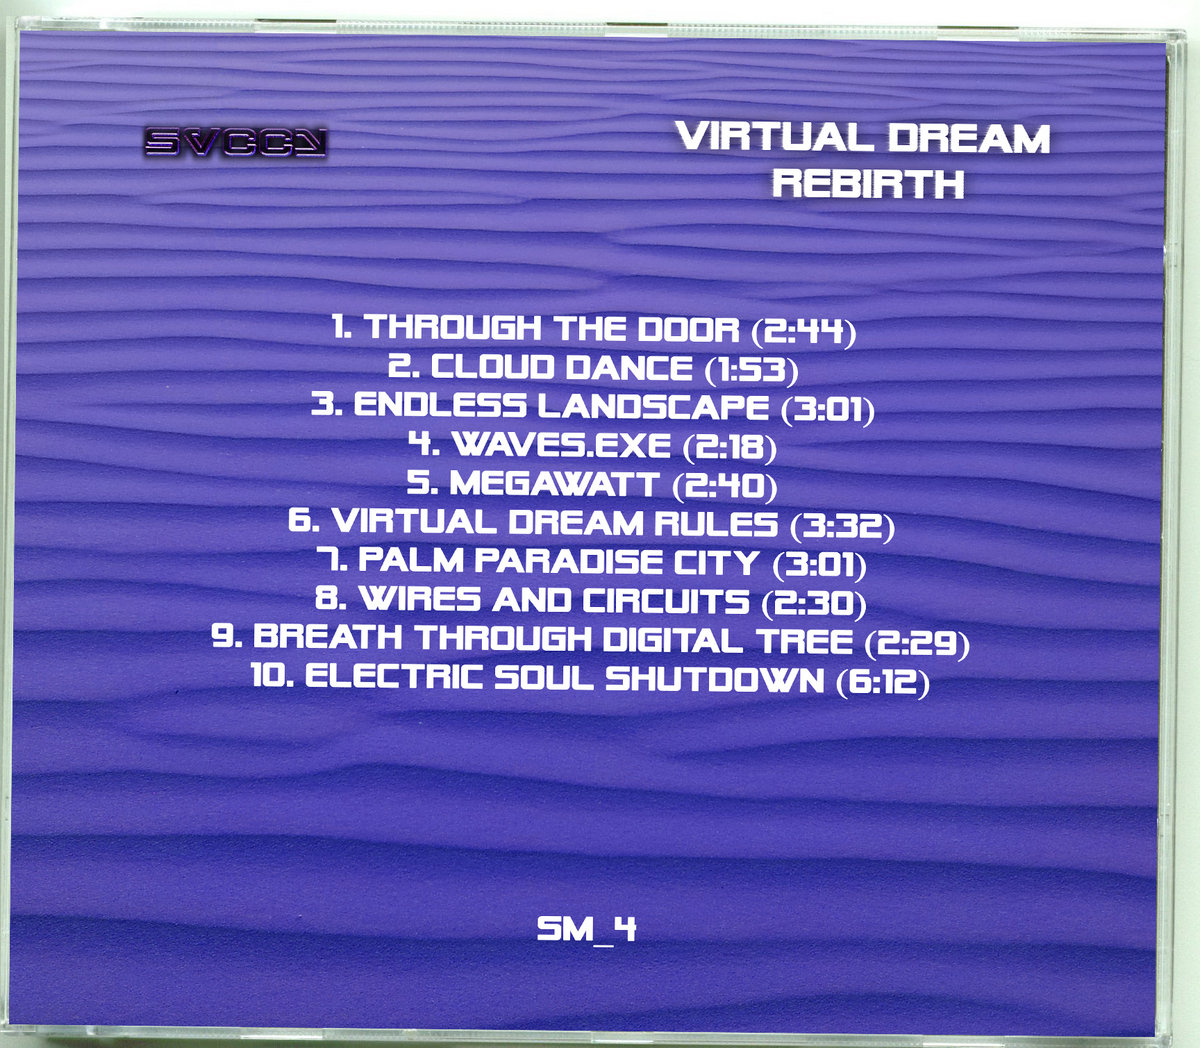 SVCCY
VIRTUAL DREAM
REBIRTH
1. THROUGH THE DOOR (2:44)
2. CLOUD DANCE (1:53)
3. ENDLESS LANDSCAPE (3:01)
4. WAVES.EXE (2:18)
5. MEGAWATT (2:40)
6. VIRTUAL DREAM RULES (3:32)
7. PALM PARADISE CITY (3:01)
8. WIRES AND CIRCUITS (2:30)
9. BREATH THROUGH DIGITAL TREE (2:29)
10. ELECTRIC SOUL SHUTDOWN (6:12)
SM_4